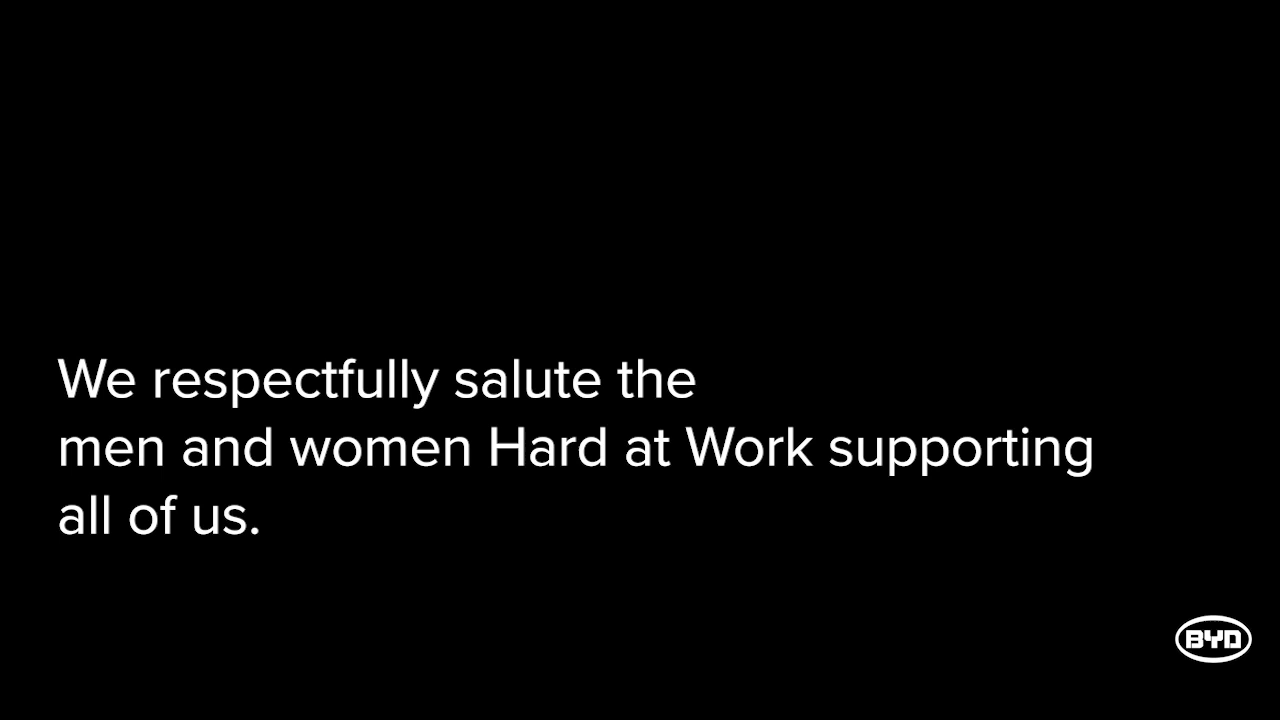 We respectfully salute the
men and women Hard at Work supporting
all of us.
BYD